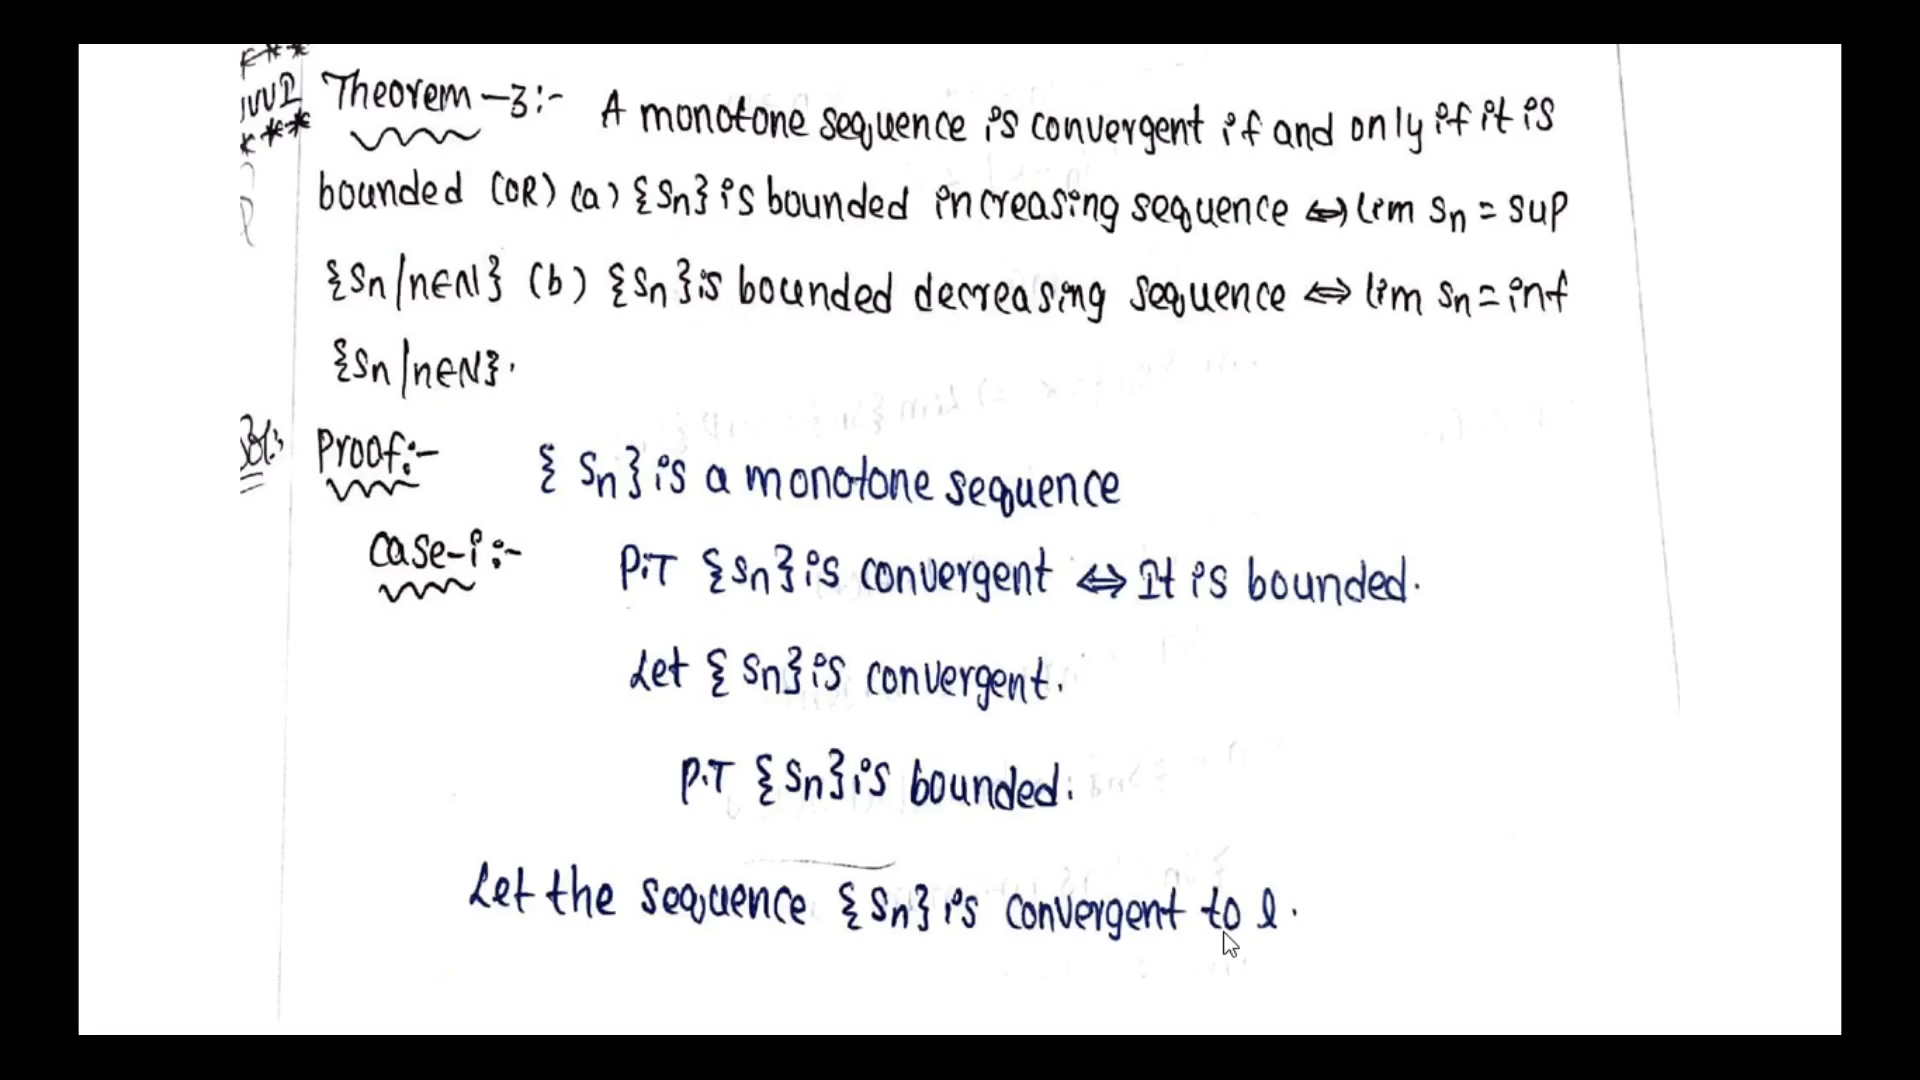 ***
Theorem-3:- A monotone sequence is convergent if and only if it is
***
bounded (OR) (a) {Sn} is bounded increasing sequence ⇔ lim Sn = sup
{Sn/n∈N} (b) {Sn} is bounded decreasing sequence ⇔ lim Sn = inf
{Sn/n∈N}.
Sol: Proof:- { Sn} is a monotone sequence
Case-i:- P.T {Sn} is convergent ⇔ It is bounded.
Let { Sn} is convergent.
P.T {Sn} is bounded.
Let the sequence {Sn} is convergent to l.